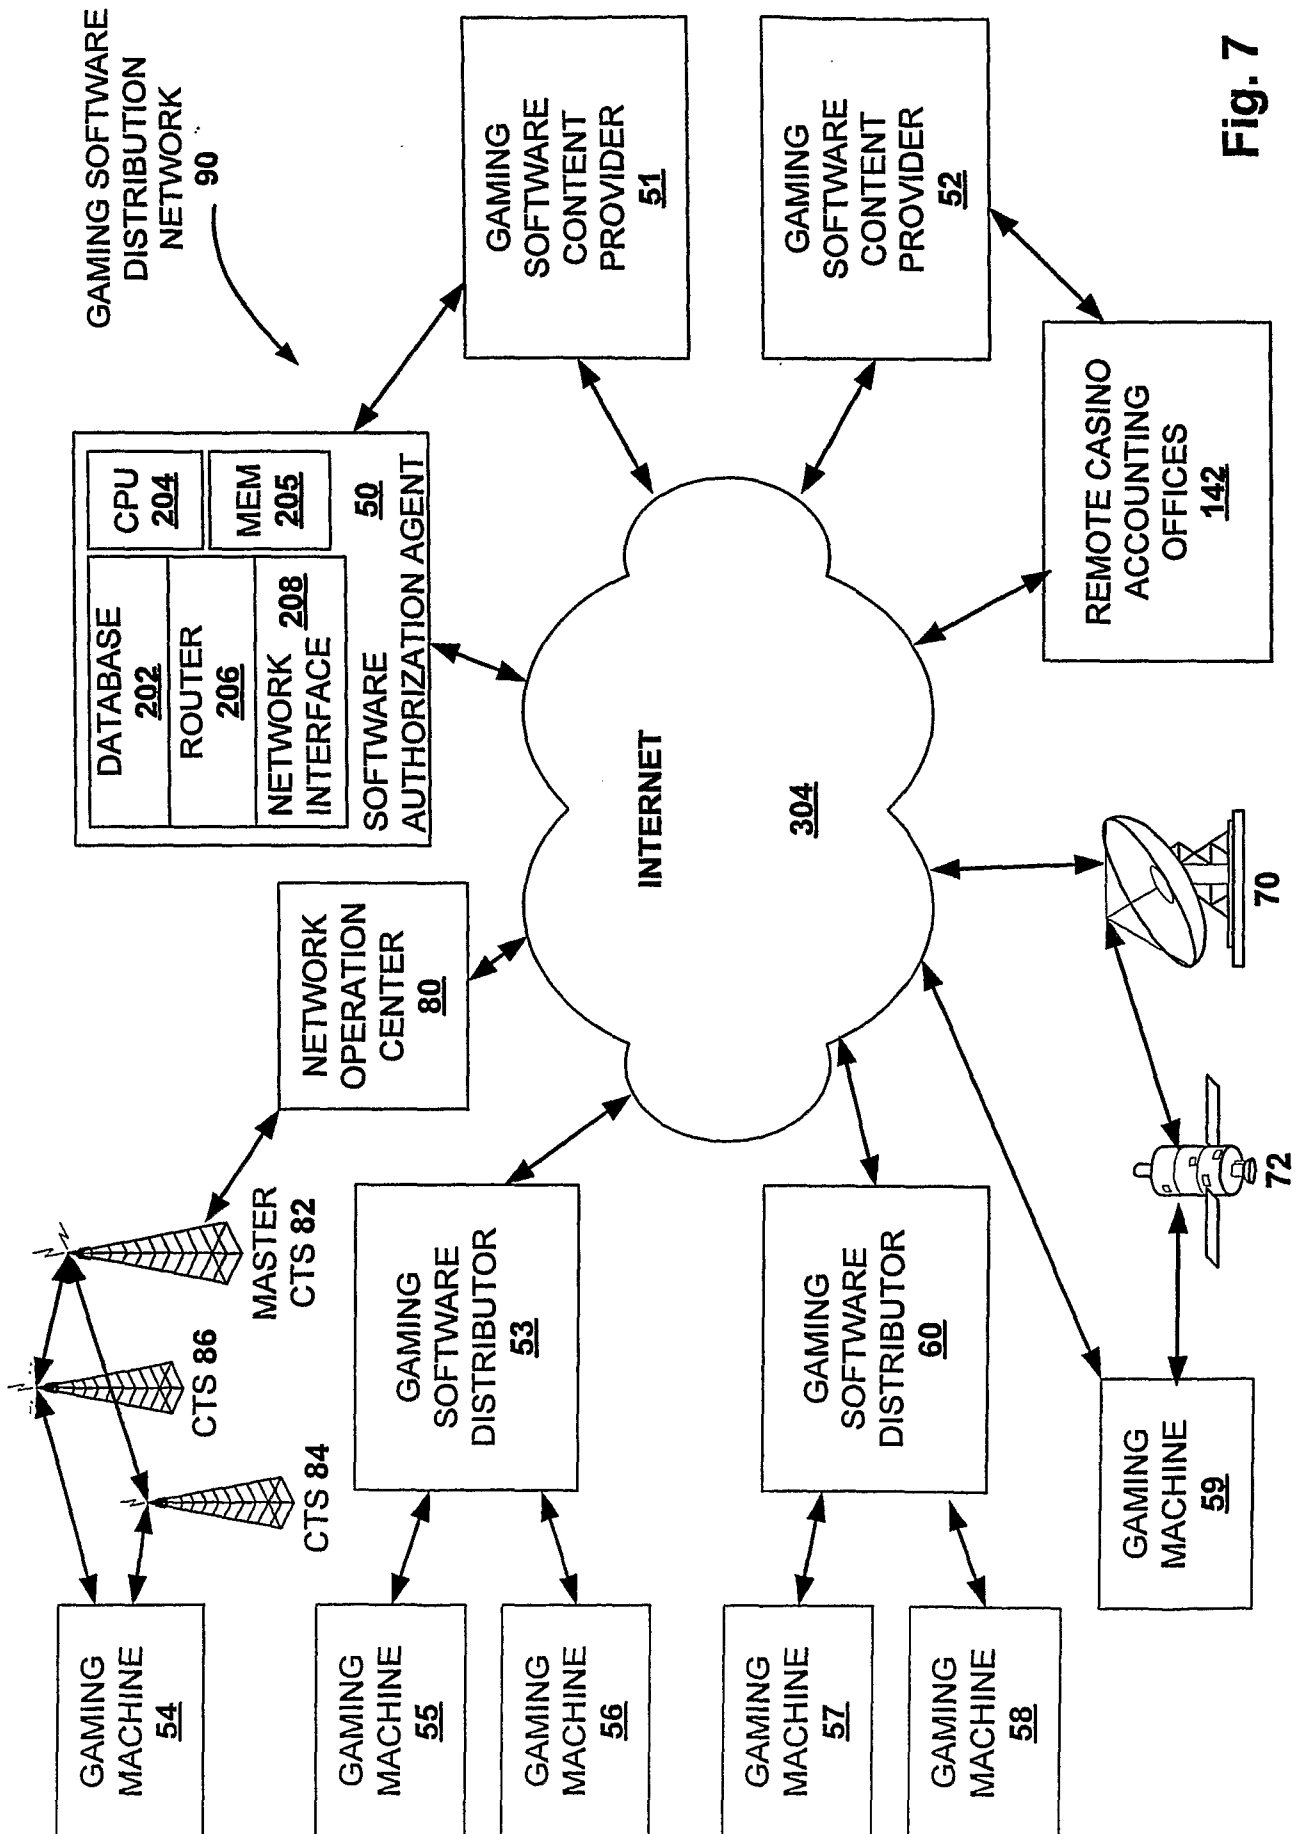 GAMING SOFTWARE
DISTRIBUTION
NETWORK
90
DATABASE
202
ROUTER
206
NETWORK
208
INTERFACE
CPU
204
MEM
205
50
SOFTWARE
AUTHORIZATION AGENT
GAMING
SOFTWARE
CONTENT
PROVIDER
51
GAMING
SOFTWARE
CONTENT
PROVIDER
52
REMOTE CASINO
ACCOUNTING
OFFICES
142
INTERNET
304
NETWORK
OPERATION
CENTER
80
MASTER
CTS 82
CTS 86
CTS 84
GAMING
SOFTWARE
DISTRIBUTOR
53
GAMING
SOFTWARE
DISTRIBUTOR
60
GAMING
MACHINE
54
GAMING
MACHINE
55
GAMING
MACHINE
56
GAMING
MACHINE
57
GAMING
MACHINE
58
GAMING
MACHINE
59
72
70
Fig. 7